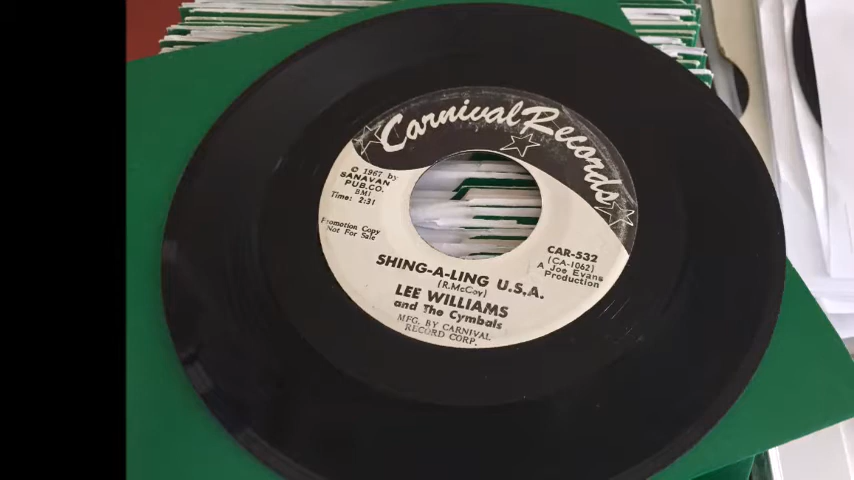 Carnival Records
© 1967 by
SANAVAN
PUB.CO.
BMI
Time: 2:31
Promotion Copy
Not For Sale
CAR-532
(CA-1062)
A Joe Evans
Production
SHING-A-LING U.S.A.
(R.McCoy)
LEE WILLIAMS
and The Cymbals
MFG. BY CARNIVAL
RECORD CORP.